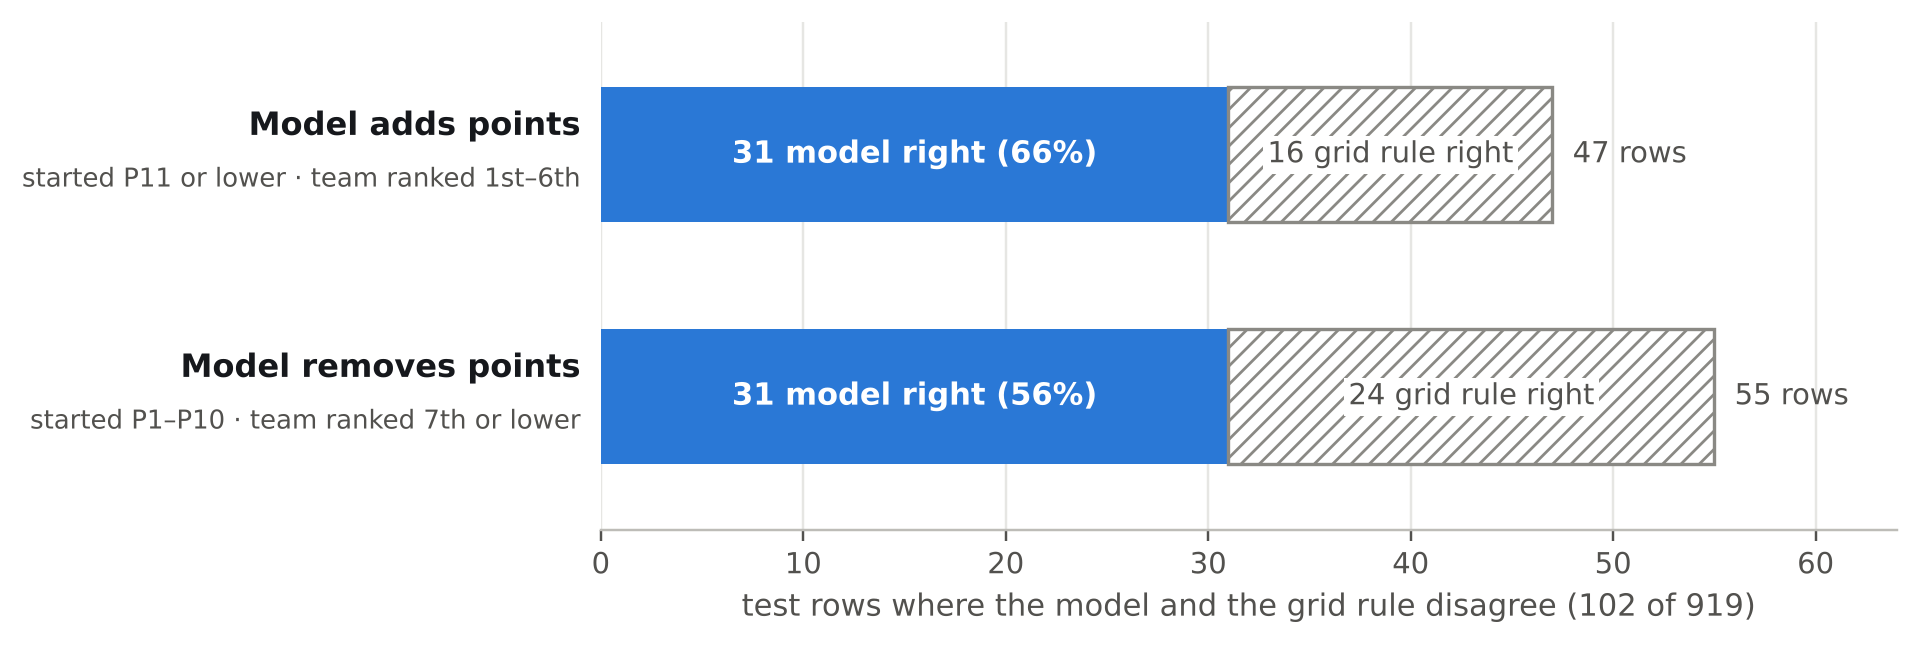 Model adds points
started P11 or lower · team ranked 1st–6th
31 model right (66%)
16 grid rule right
47 rows
Model removes points
started P1–P10 · team ranked 7th or lower
31 model right (56%)
24 grid rule right
55 rows
0 10 20 30 40 50 60
test rows where the model and the grid rule disagree (102 of 919)